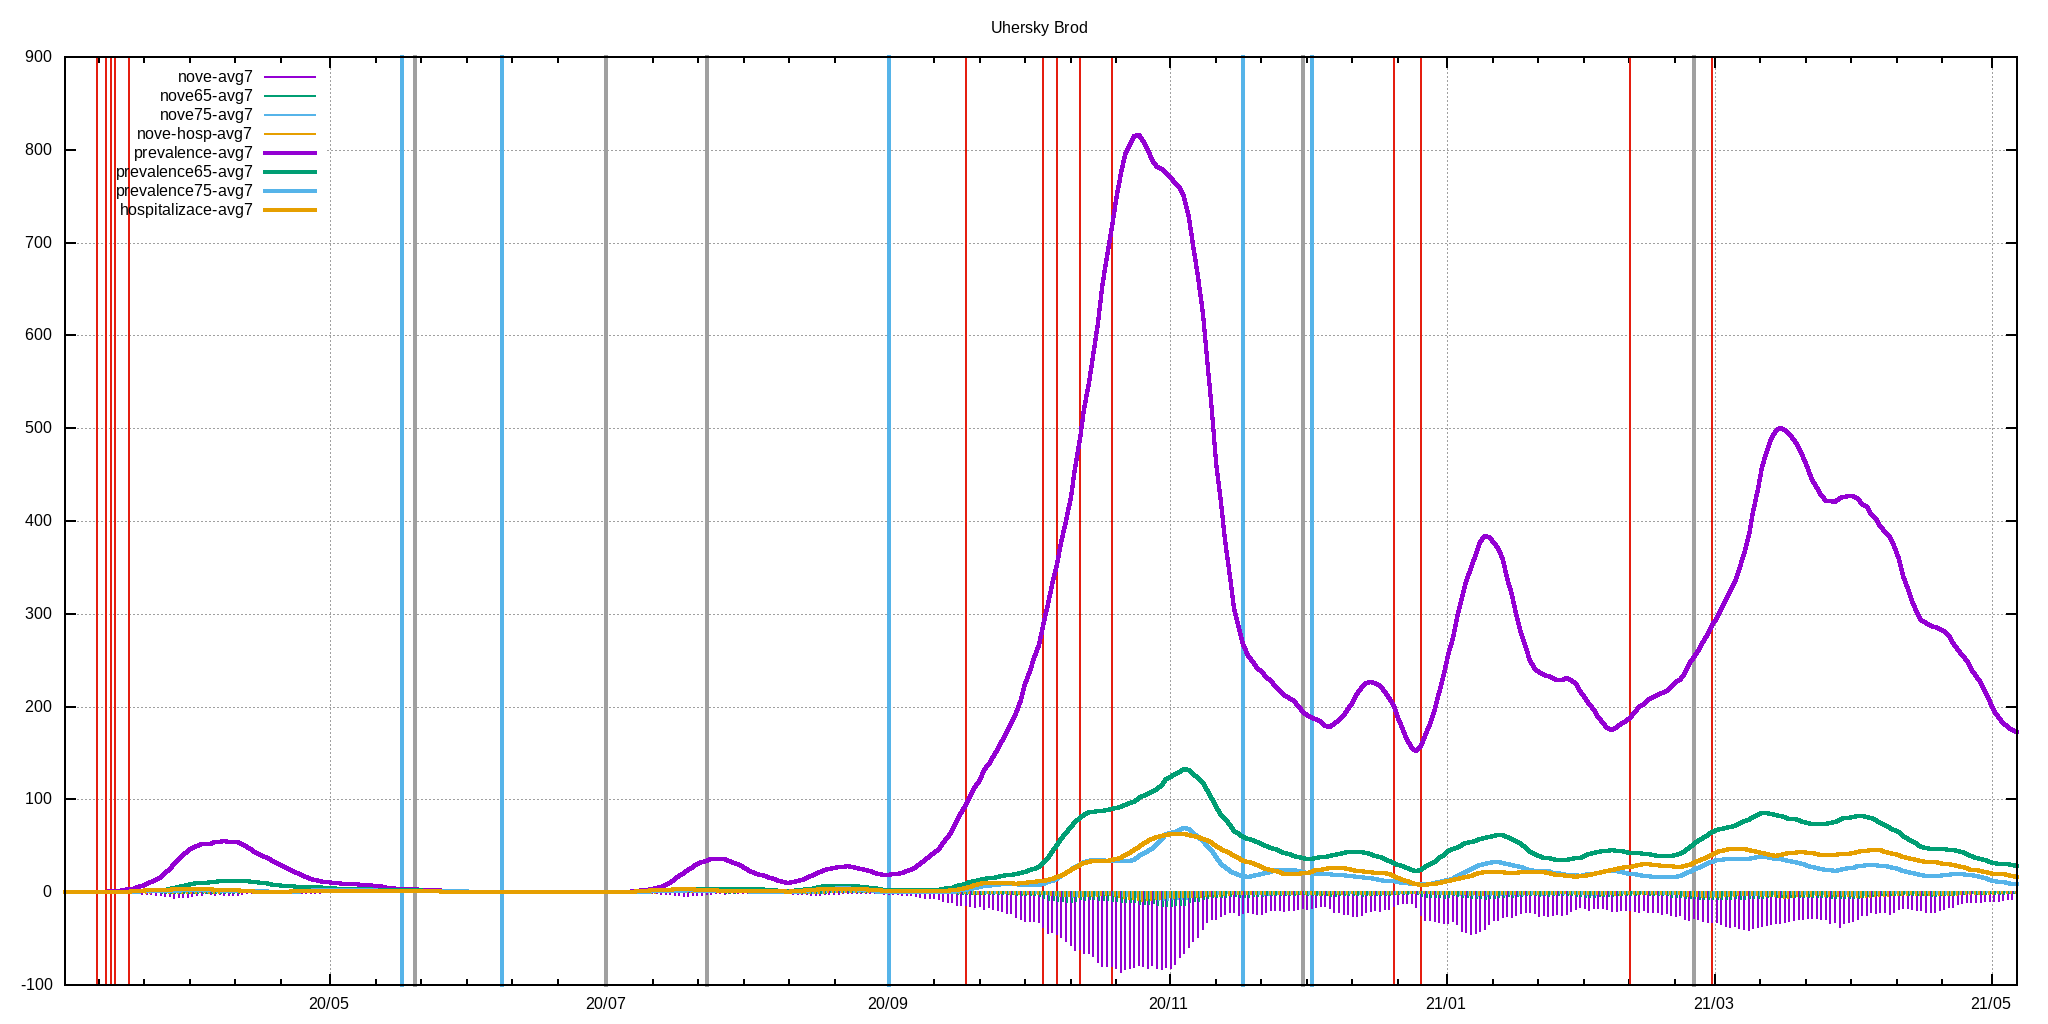 Uhersky Brod
900
800
700
600
500
400
300
200
100
0
-100
nove-avg7
nove65-avg7
nove75-avg7
nove-hosp-avg7
prevalence-avg7
prevalence65-avg7
prevalence75-avg7
hospitalizace-avg7
20/05 20/07 20/09 20/11 21/01 21/03 21/05